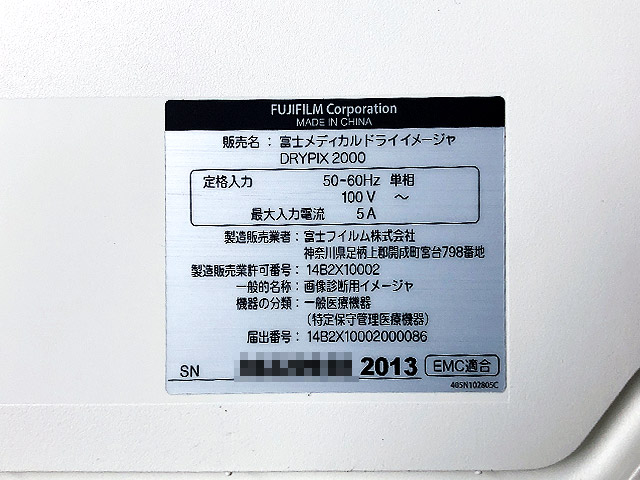 FUJIFILM Corporation
MADE IN CHINA
販売名：富士メディカルドライイメージャ
DRYPIX 2000
定格入力 50-60Hz 単相
100V ～
最大入力電流 5A
製造販売業者：富士フイルム株式会社
神奈川県足柄上郡開成町宮台798番地
製造販売業許可番号：14B2X10002
一般的名称：画像診断用イメージャ
機器の分類：一般医療機器
（特定保守管理医療機器）
届出番号：14B2X10002000086
SN 2013 EMC適合
405N102805C